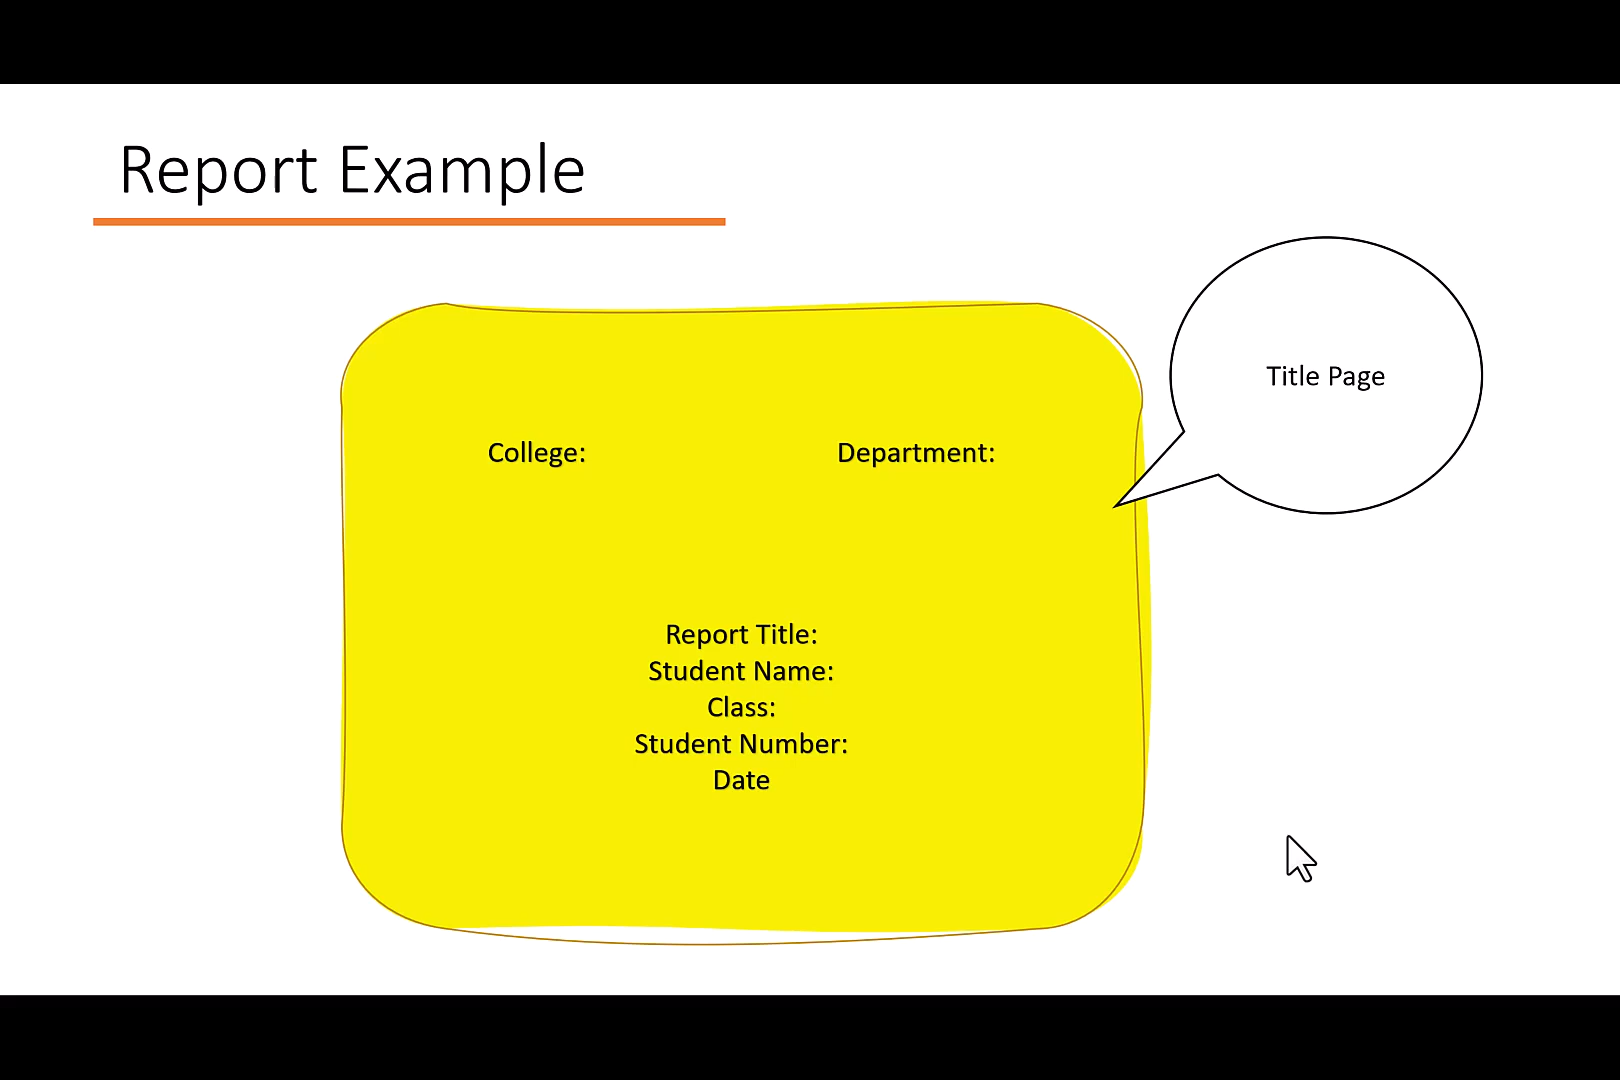 Report Example
Title Page
College: Department:
Report Title:
Student Name:
Class:
Student Number:
Date